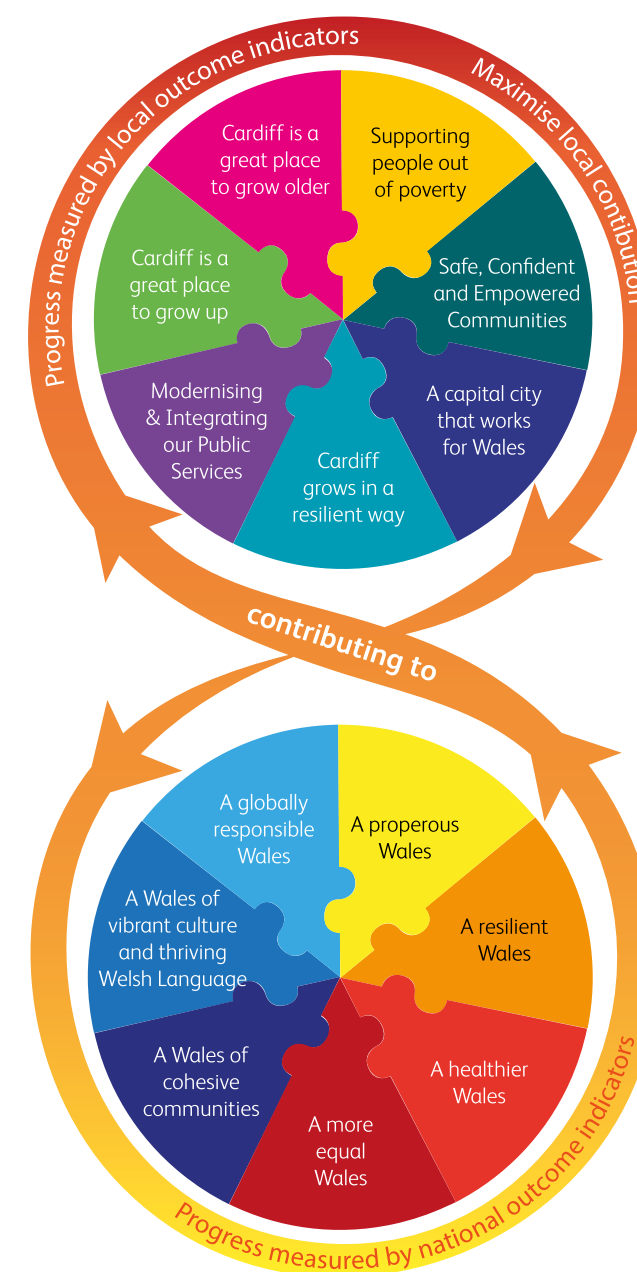 Progress measured by local outcome indicators
Maximise local contibution
Cardiff is a
great place
to grow older
Supporting
people out
of poverty
Cardiff is a
great place
to grow up
Safe, Confident
and Empowered
Communities
Modernising
& Integrating
our Public
Services
A capital city
that works
for Wales
Cardiff
grows in a
resilient way
contributing to
A globally
responsible
Wales
A properous
Wales
A Wales of
vibrant culture
and thriving
Welsh Language
A resilient
Wales
A Wales of
cohesive
communities
A healthier
Wales
A more
equal
Wales
Progress measured by national outcome indicators